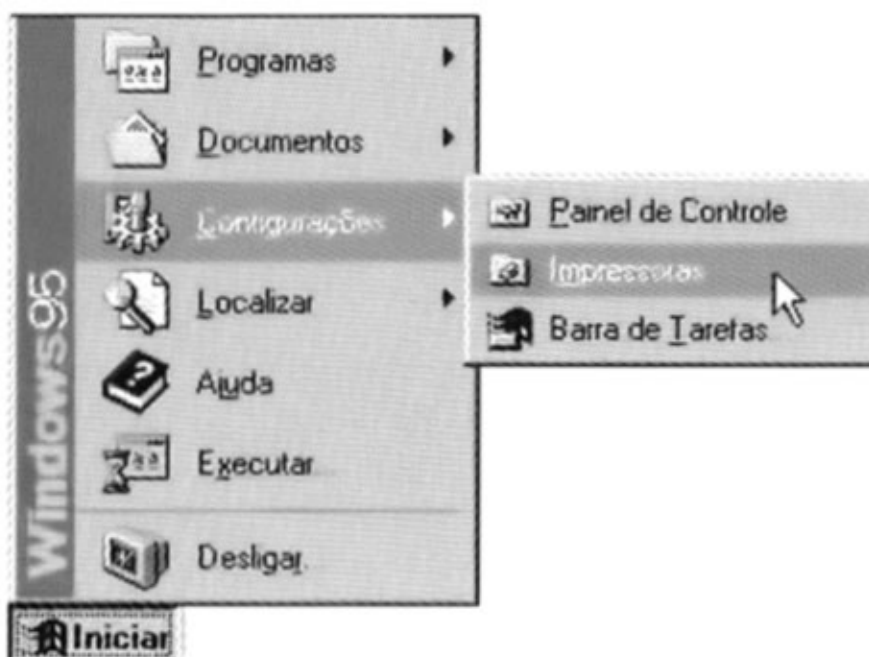 Programas
Documentos
Configurações
Painel de Controle
Impressoras
Barra de Tarefas...
Localizar
Ajuda
Executar...
Desligar...
Windows95
Iniciar